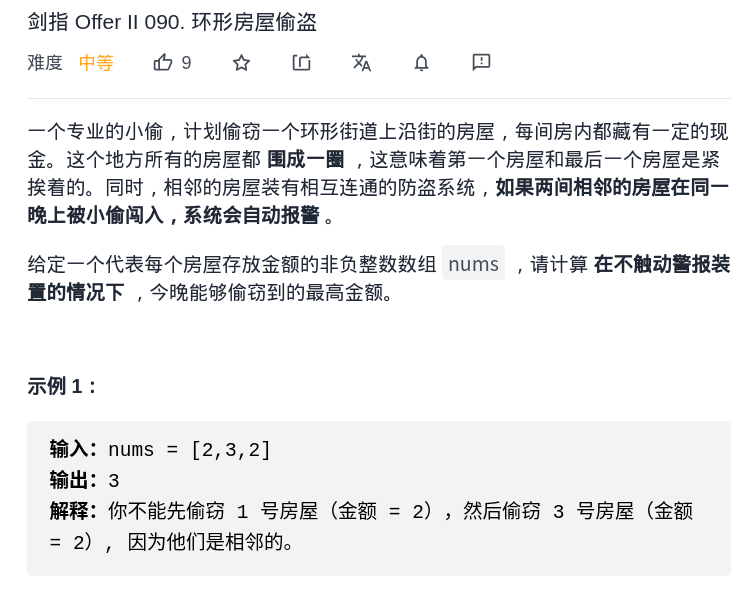 剑指 Offer II 090. 环形房屋偷盗
难度 中等 9
一个专业的小偷，计划偷窃一个环形街道上沿街的房屋，每间房内都藏有一定的现
金。这个地方所有的房屋都 围成一圈 ，这意味着第一个房屋和最后一个房屋是紧
挨着的。同时，相邻的房屋装有相互连通的防盗系统，如果两间相邻的房屋在同一
晚上被小偷闯入，系统会自动报警 。
给定一个代表每个房屋存放金额的非负整数数组 nums ，请计算 在不触动警报装
置的情况下 ，今晚能够偷窃到的最高金额。
示例 1：
输入：nums = [2,3,2]
输出：3
解释：你不能先偷窃 1 号房屋（金额 = 2），然后偷窃 3 号房屋（金额
= 2）, 因为他们是相邻的。